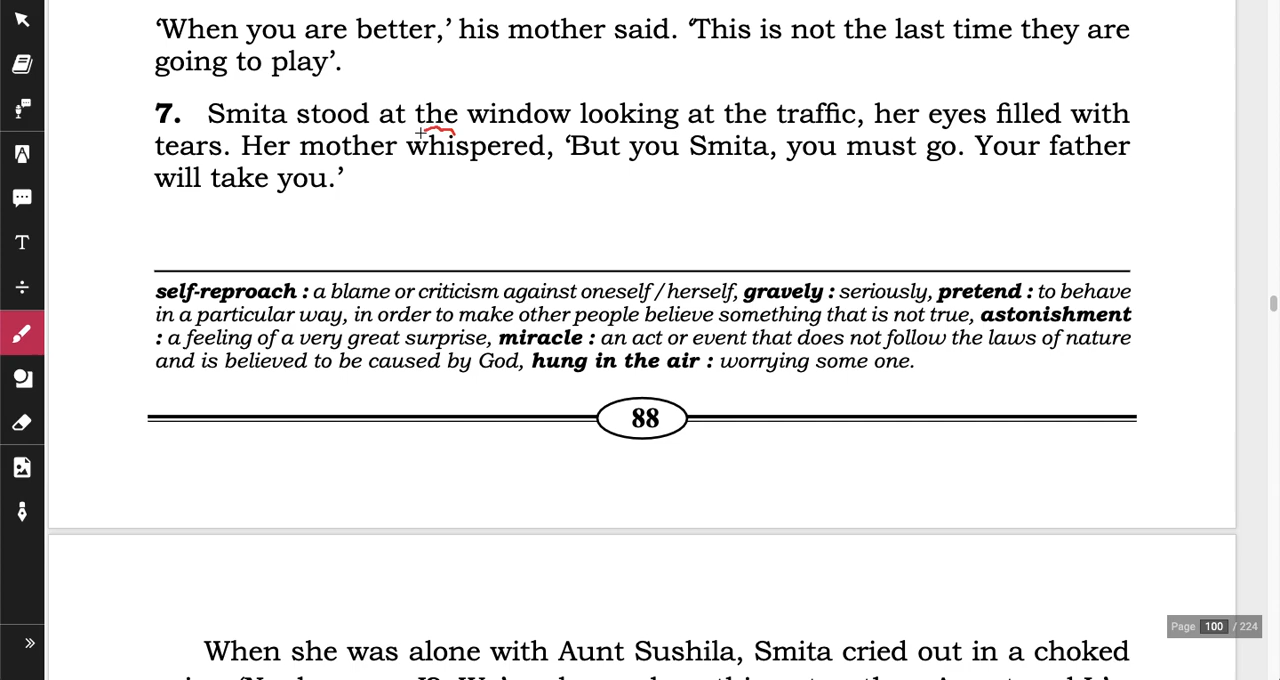 ‘When you are better,’ his mother said. ‘This is not the last time they are
going to play’.
7. Smita stood at the window looking at the traffic, her eyes filled with
tears. Her mother whispered, ‘But you Smita, you must go. Your father
will take you.’
self-reproach : a blame or criticism against oneself / herself, gravely : seriously, pretend : to behave
in a particular way, in order to make other people believe something that is not true, astonishment
: a feeling of a very great surprise, miracle : an act or event that does not follow the laws of nature
and is believed to be caused by God, hung in the air : worrying some one.
88
Page 100 / 224
When she was alone with Aunt Sushila, Smita cried out in a choked